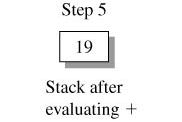 Step 5
19
Stack after
evaluating +